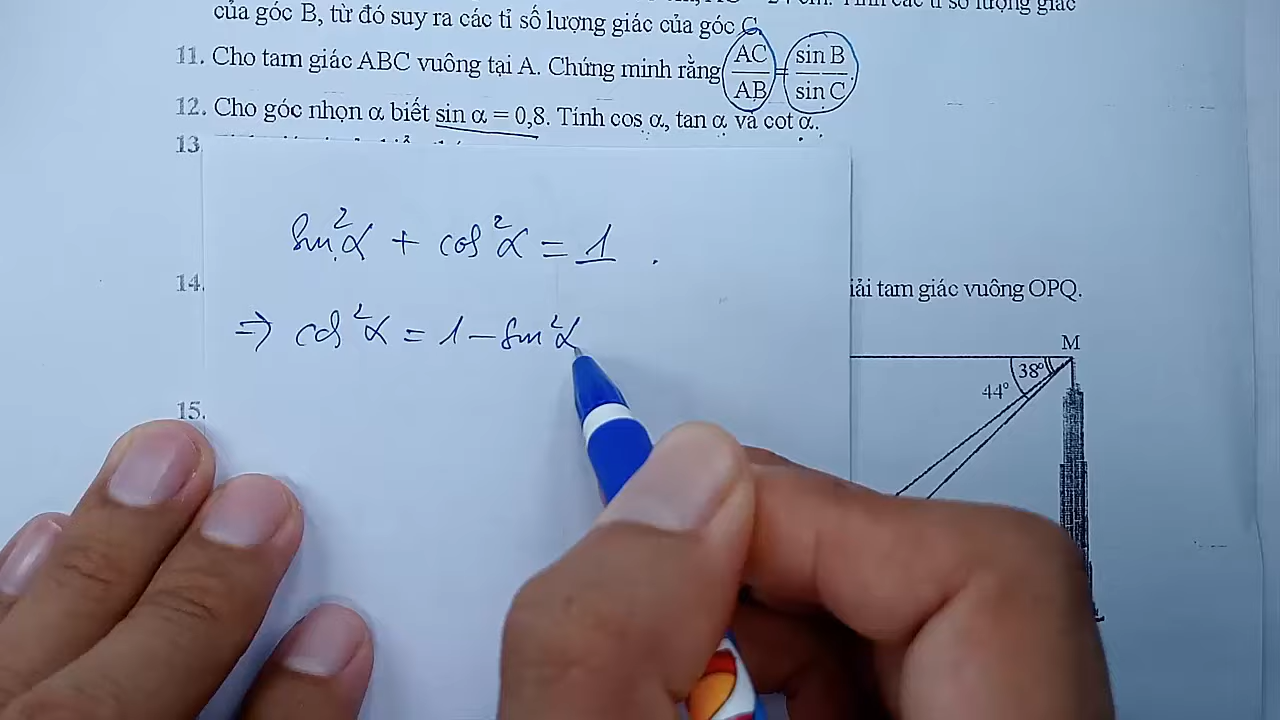 của góc B, từ đó suy ra các tỉ số lượng giác của góc C.
11. Cho tam giác ABC vuông tại A. Chứng minh rằng AC/AB = sin B/sin C.
12. Cho góc nhọn α biết sin α = 0,8. Tính cos α, tan α và cot α.
13
sin²α + cos²α = 1.
14.
iải tam giác vuông OPQ.
⇒ cos²α = 1 − sin²α
M
38°
44°
15.